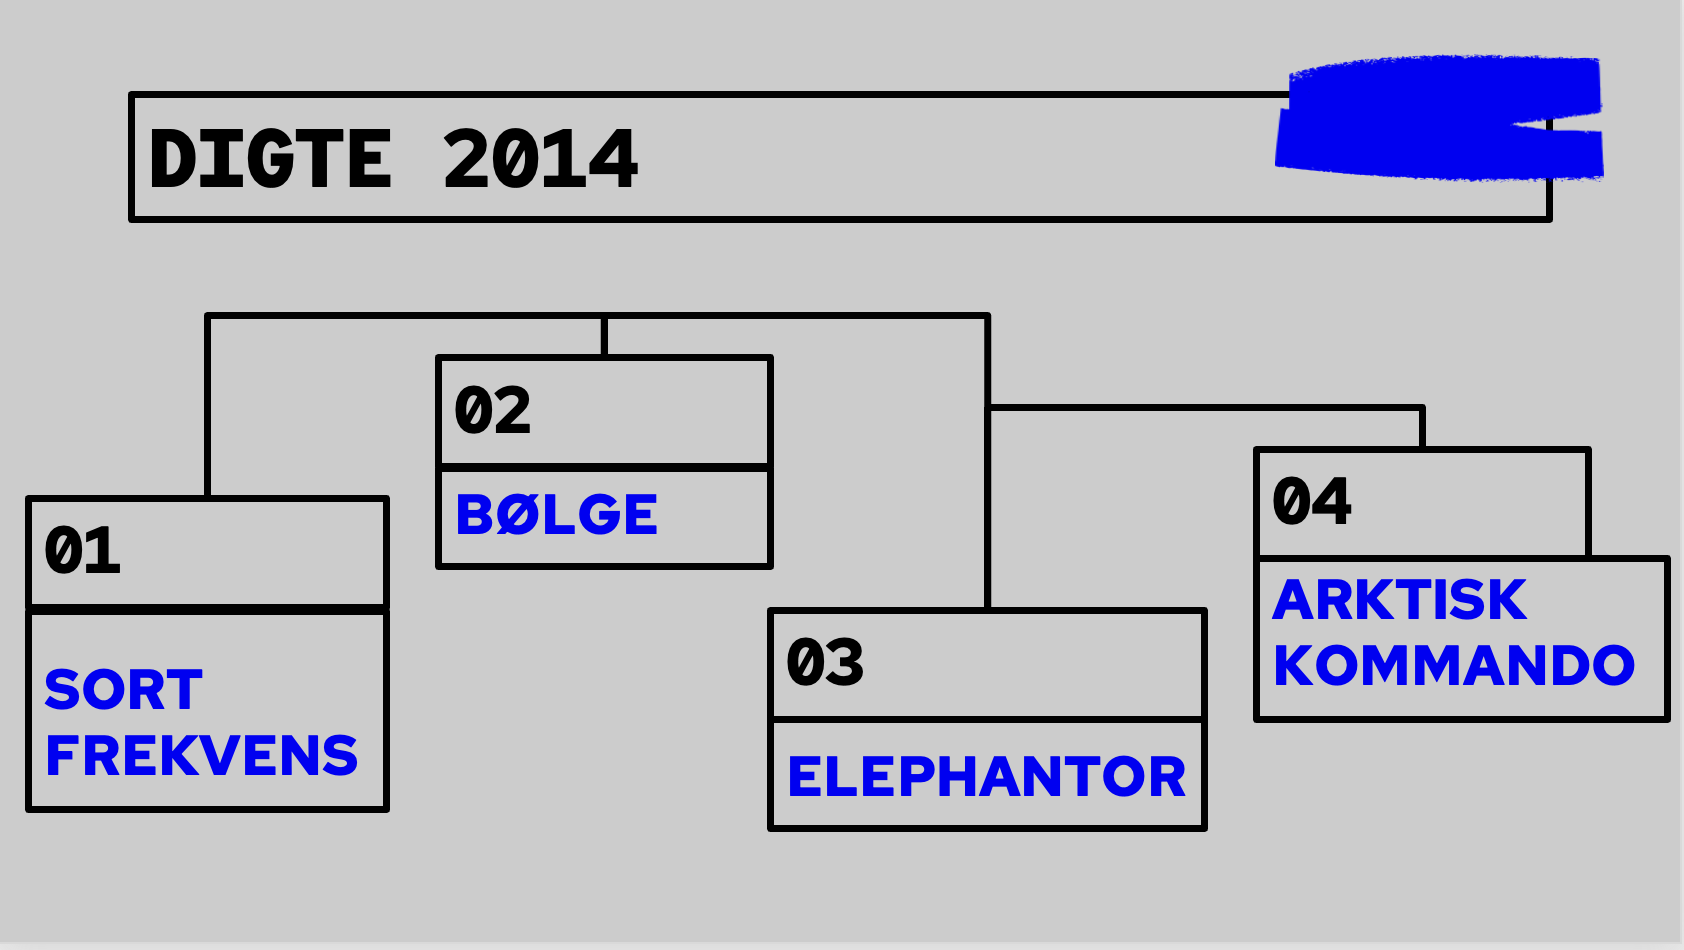 DIGTE 2014
01
SORT
FREKVENS
02
BØLGE
03
ELEPHANTOR
04
ARKTISK
KOMMANDO